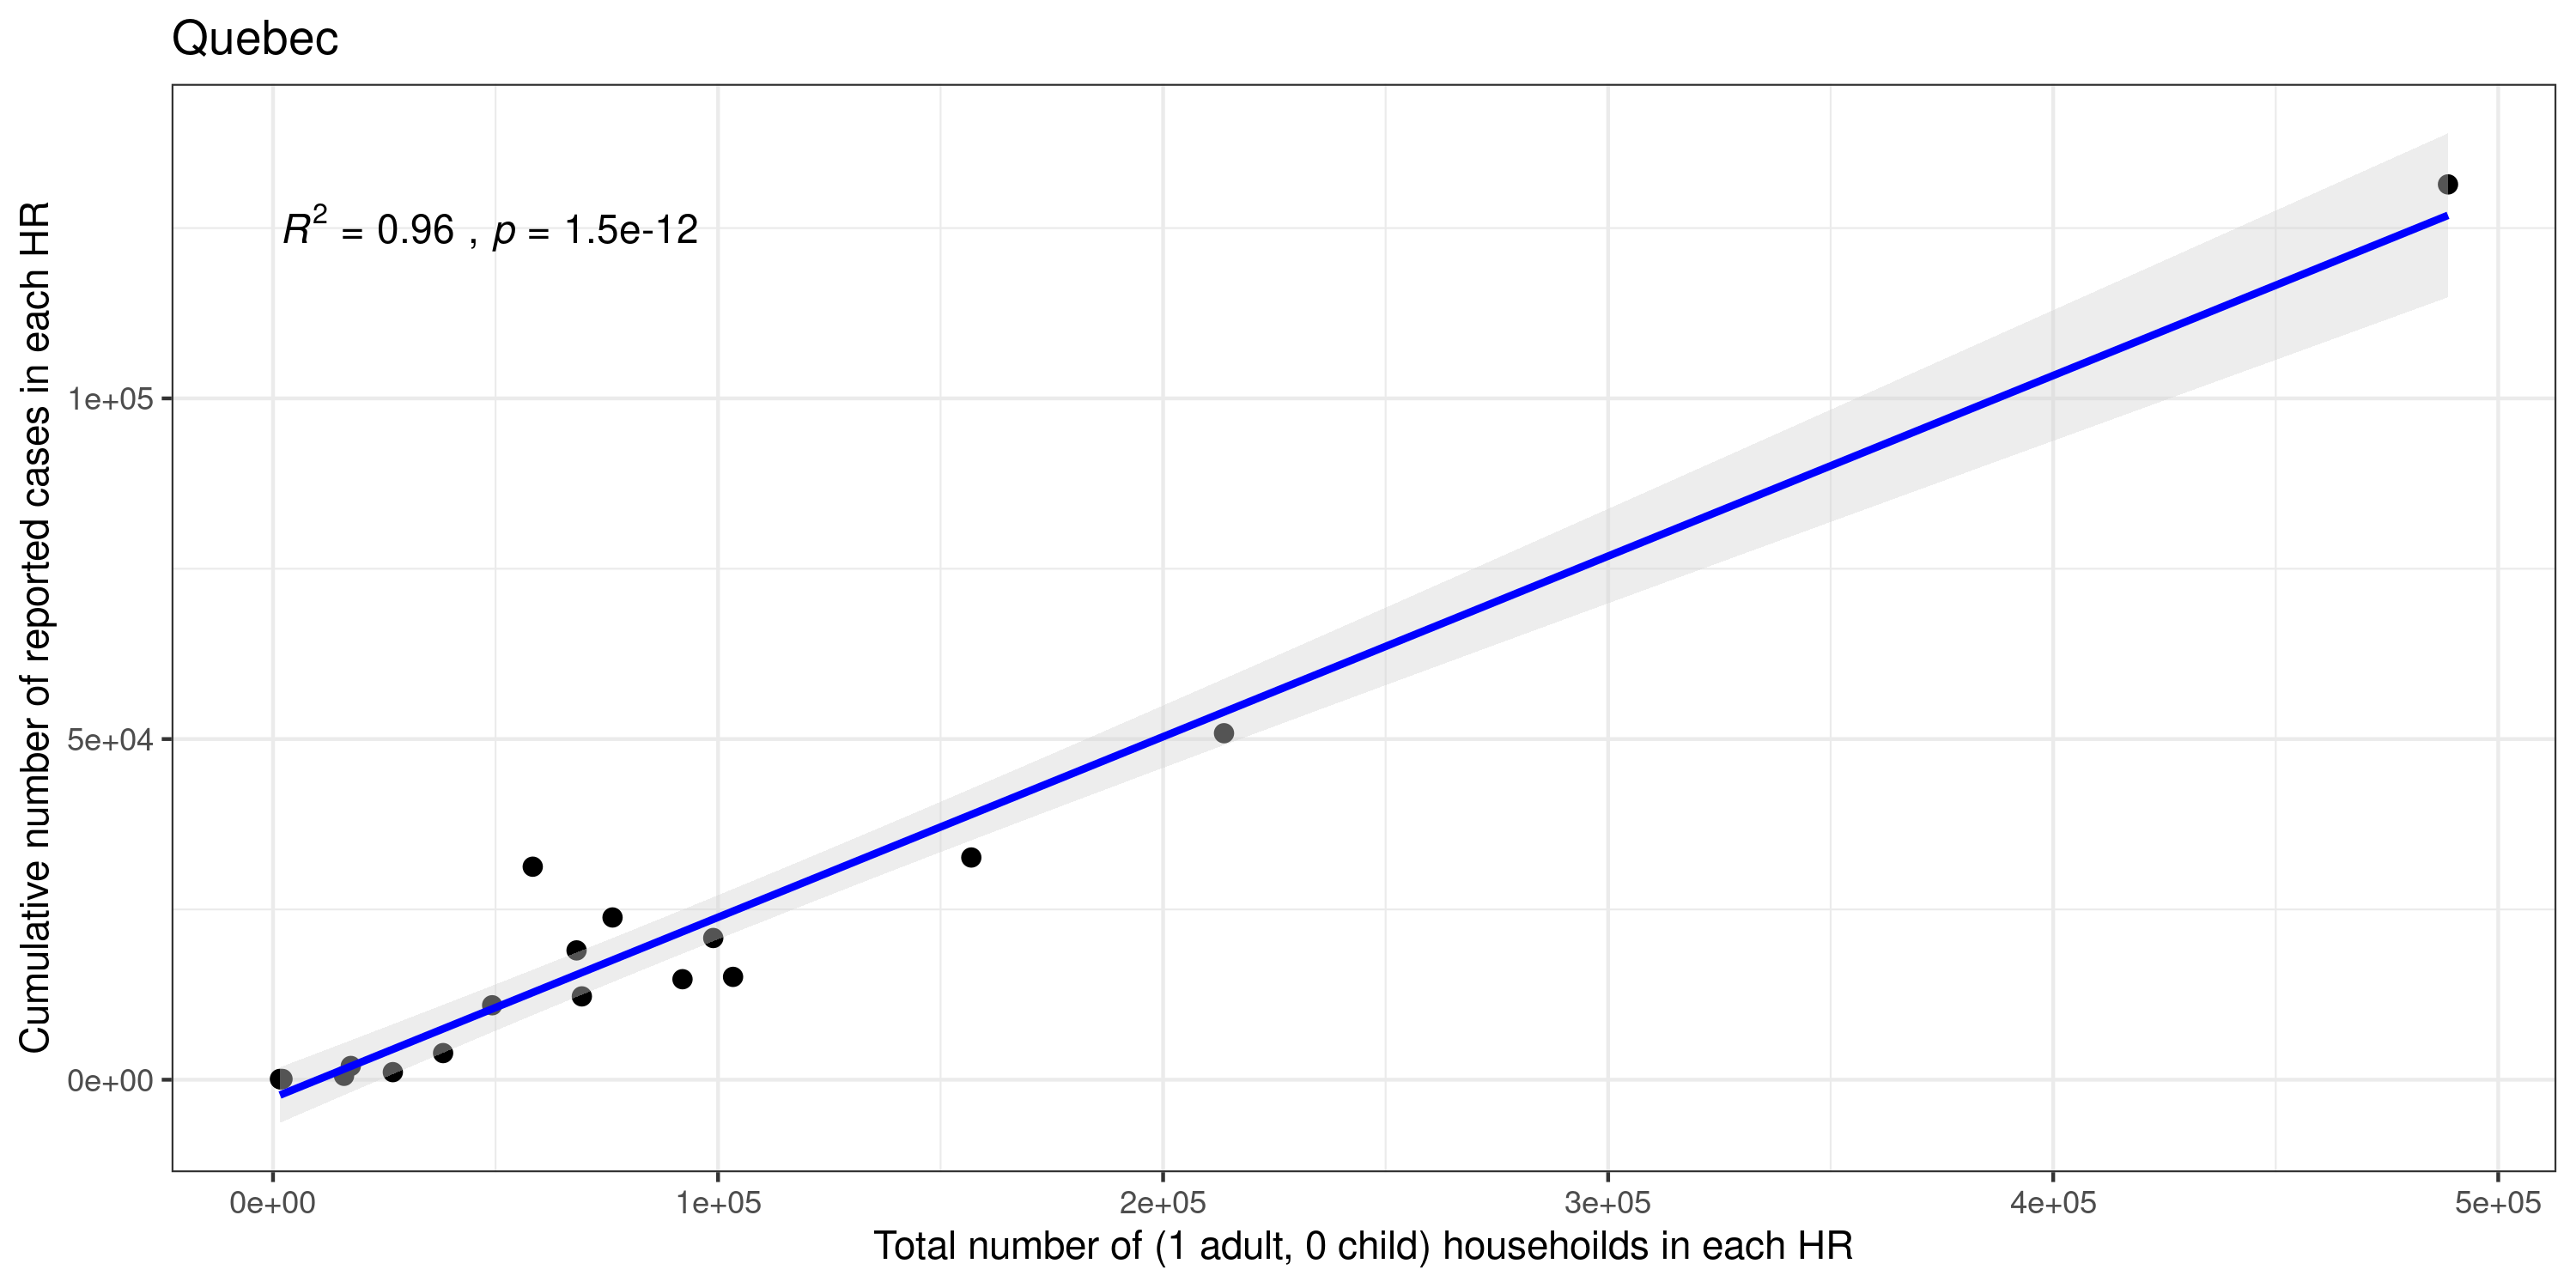 Quebec
R² = 0.96 , p = 1.5e-12
Cumulative number of reported cases in each HR
1e+05
5e+04
0e+00
0e+00 1e+05 2e+05 3e+05 4e+05 5e+05
Total number of (1 adult, 0 child) househoilds in each HR